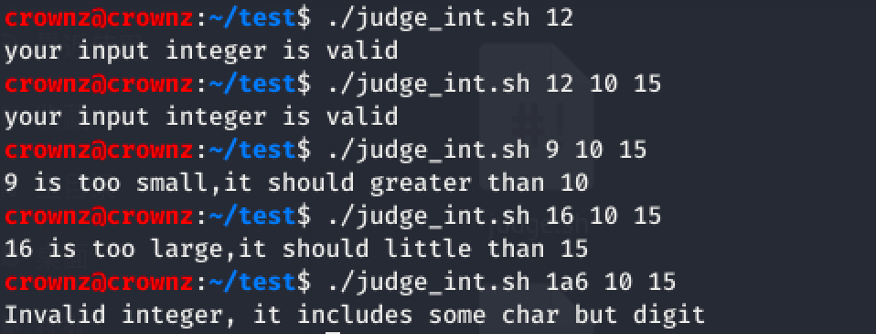 crownz@crownz:~/test$ ./judge_int.sh 12
your input integer is valid
crownz@crownz:~/test$ ./judge_int.sh 12 10 15
your input integer is valid
crownz@crownz:~/test$ ./judge_int.sh 9 10 15
9 is too small,it should greater than 10
crownz@crownz:~/test$ ./judge_int.sh 16 10 15
16 is too large,it should little than 15
crownz@crownz:~/test$ ./judge_int.sh 1a6 10 15
Invalid integer, it includes some char but digit